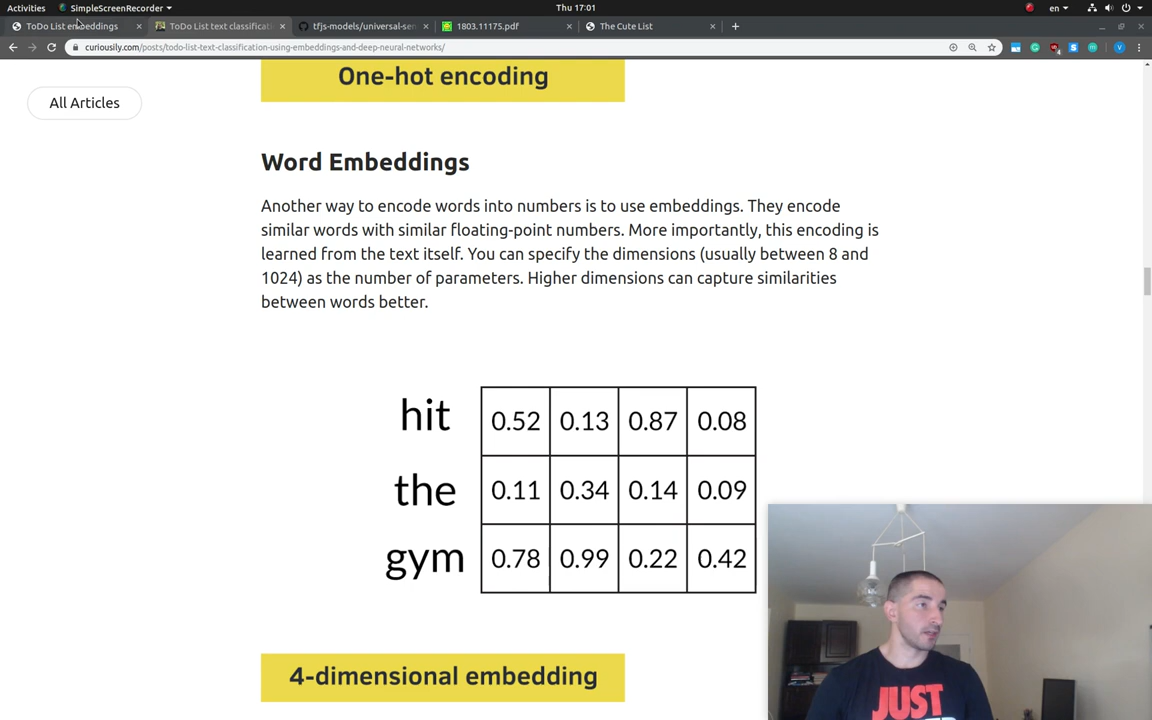 Activities SimpleScreenRecorder Thu 17:01 en
ToDo List embeddings ToDo List text classificati tfjs-models/universal-sen 1803.11175.pdf The Cute List
curiousily.com/posts/todo-list-text-classification-using-embeddings-and-deep-neural-networks/
One-hot encoding
All Articles
Word Embeddings
Another way to encode words into numbers is to use embeddings. They encode
similar words with similar floating-point numbers. More importantly, this encoding is
learned from the text itself. You can specify the dimensions (usually between 8 and
1024) as the number of parameters. Higher dimensions can capture similarities
between words better.
hit 0.52 0.13 0.87 0.08
the 0.11 0.34 0.14 0.09
gym 0.78 0.99 0.22 0.42
4-dimensional embedding
JUST